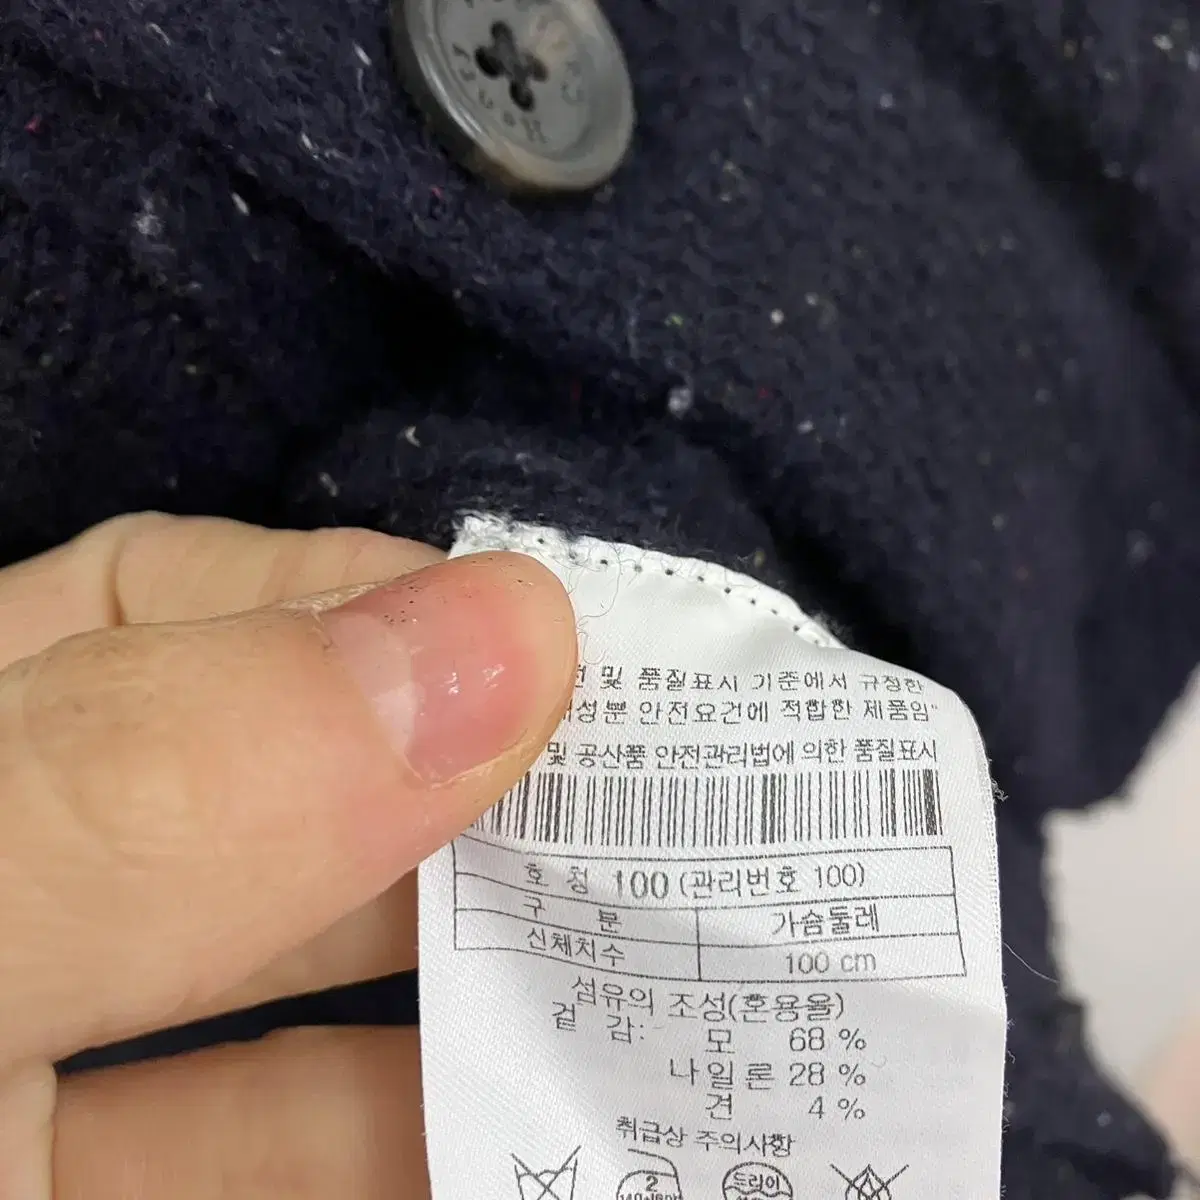 및 품질표시 기준에서 규정한
안전요건에 적합한 제품임"
및 공산품 안전관리법에 의한 품질표시
호 칭 100 (관리번호 100)
구 분 가슴둘레
신체치수 100 cm
섬유의 조성(혼용율)
겉 감: 모 68 %
나일론 28 %
견 4 %
취급상 주의사항
2
드라이